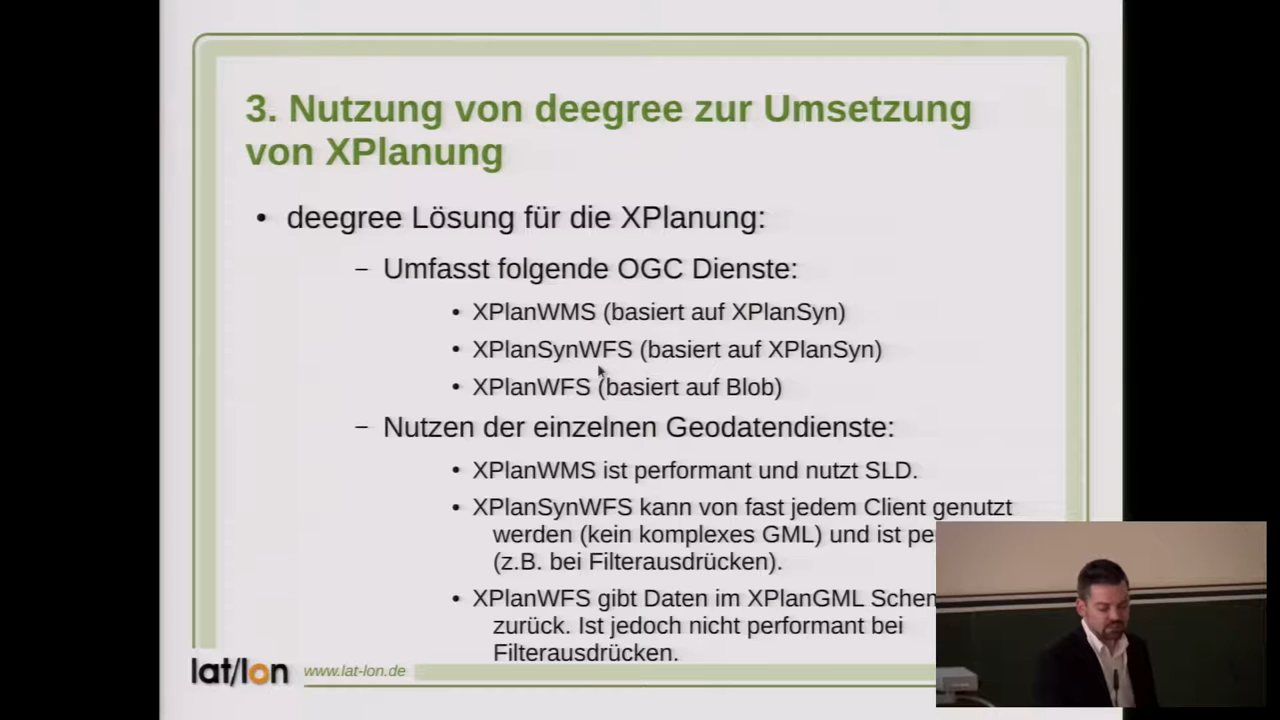 3. Nutzung von deegree zur Umsetzung
von XPlanung
• deegree Lösung für die XPlanung:
– Umfasst folgende OGC Dienste:
• XPlanWMS (basiert auf XPlanSyn)
• XPlanSynWFS (basiert auf XPlanSyn)
• XPlanWFS (basiert auf Blob)
– Nutzen der einzelnen Geodatendienste:
• XPlanWMS ist performant und nutzt SLD.
• XPlanSynWFS kann von fast jedem Client genutzt
werden (kein komplexes GML) und ist
(z.B. bei Filterausdrücken).
• XPlanWFS gibt Daten im XPlanGML
zurück. Ist jedoch nicht performant bei
Filterausdrücken.
lat/lon www.lat-lon.de